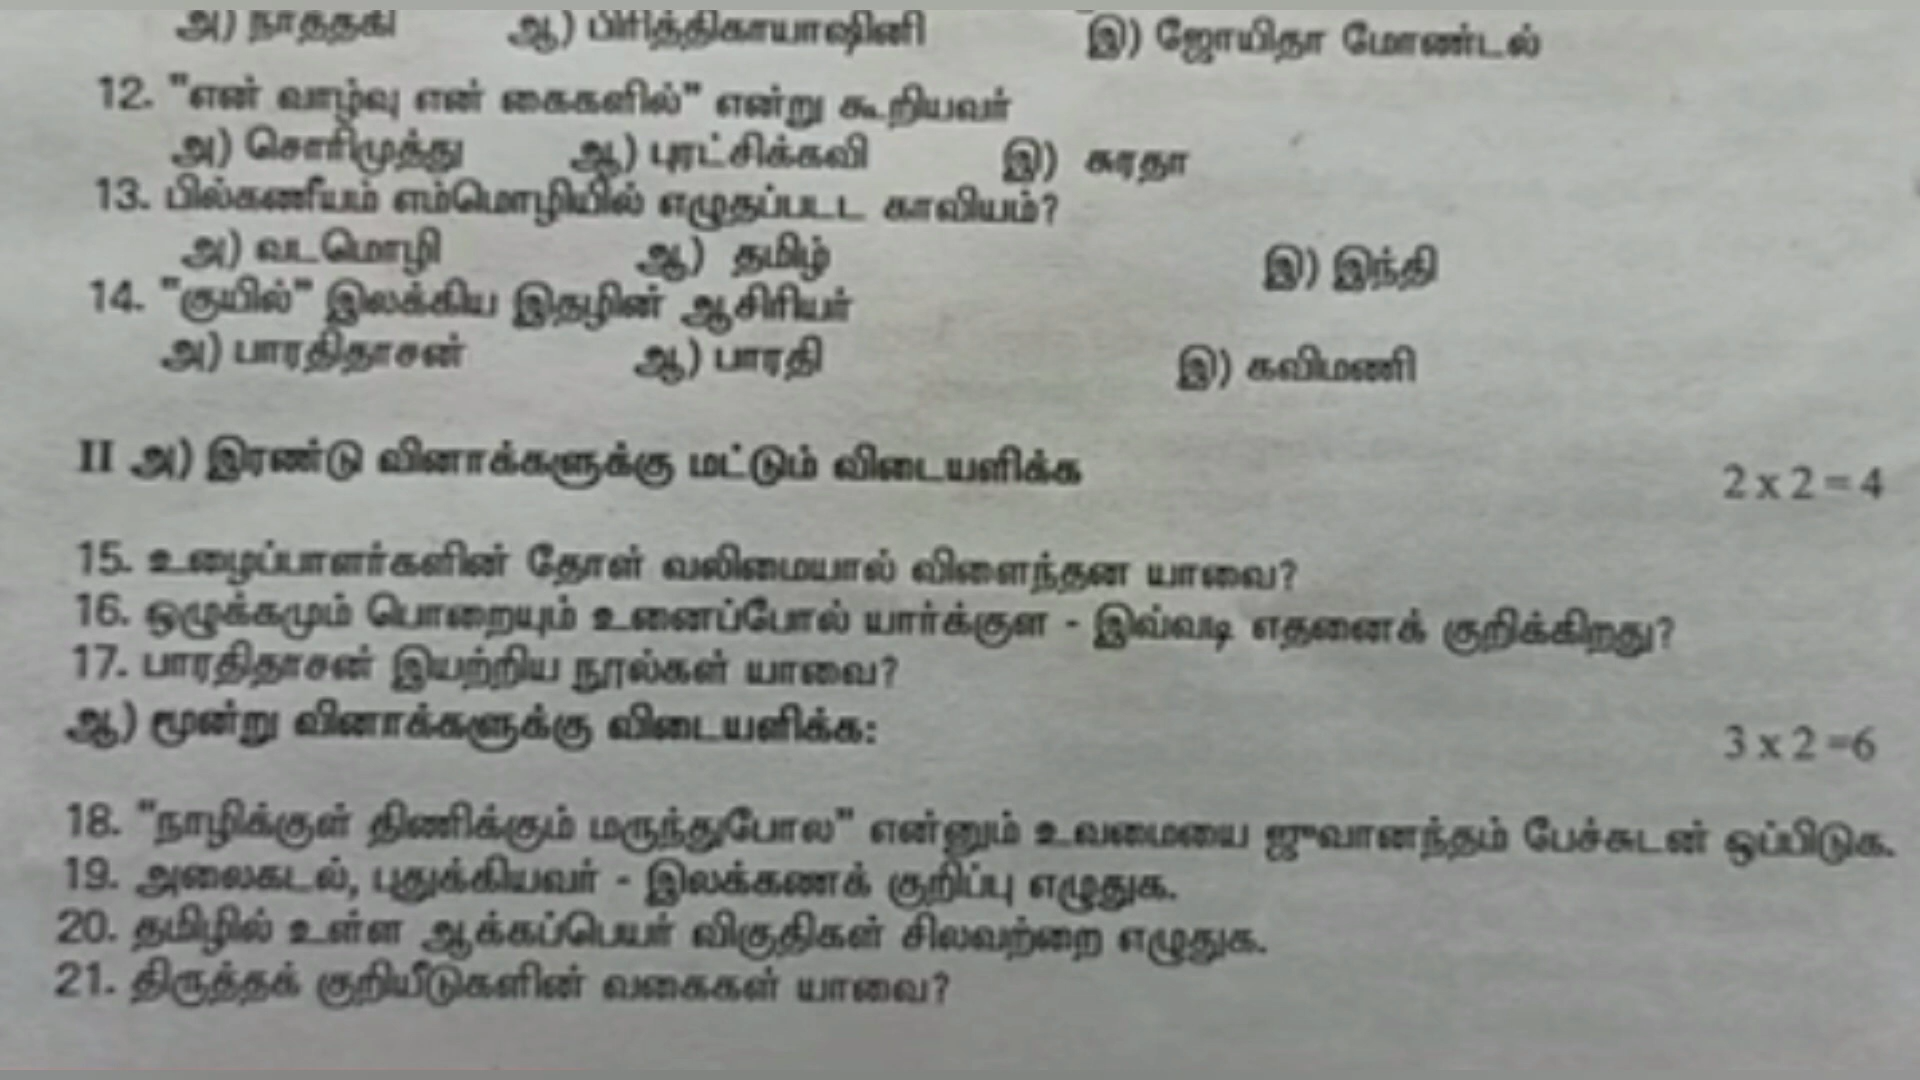 அ) நர்த்தகி ஆ) பிரித்திகாயாஷினி இ) ஜோயிதா மோண்டல்
12. "என் வாழ்வு என் கைகளில்" என்று கூறியவர்
அ) சொரிமுத்து ஆ) புரட்சிக்கவி இ) சுரதா
13. பில்கணீயம் எம்மொழியில் எழுதப்பட்ட காவியம்?
அ) வடமொழி ஆ) தமிழ் இ) இந்தி
14. "குயில்" இலக்கிய இதழின் ஆசிரியர்
அ) பாரதிதாசன் ஆ) பாரதி இ) கவிமணி
II அ) இரண்டு வினாக்களுக்கு மட்டும் விடையளிக்க 2 x 2 = 4
15. உழைப்பாளர்களின் தோள் வலிமையால் விளைந்தன யாவை?
16. ஒழுக்கமும் பொறையும் உனைப்போல் யார்க்குள - இவ்வடி எதனைக் குறிக்கிறது?
17. பாரதிதாசன் இயற்றிய நூல்கள் யாவை?
ஆ) மூன்று வினாக்களுக்கு விடையளிக்க: 3 x 2 =6
18. "நாழிக்குள் திணிக்கும் மருந்துபோல" என்னும் உவமையை ஜுவானந்தம் பேச்சுடன் ஒப்பிடுக.
19. அலைகடல், புதுக்கியவர் - இலக்கணக் குறிப்பு எழுதுக.
20. தமிழில் உள்ள ஆக்கப்பெயர் விகுதிகள் சிலவற்றை எழுதுக.
21. திருத்தக் குறியீடுகளின் வகைகள் யாவை?